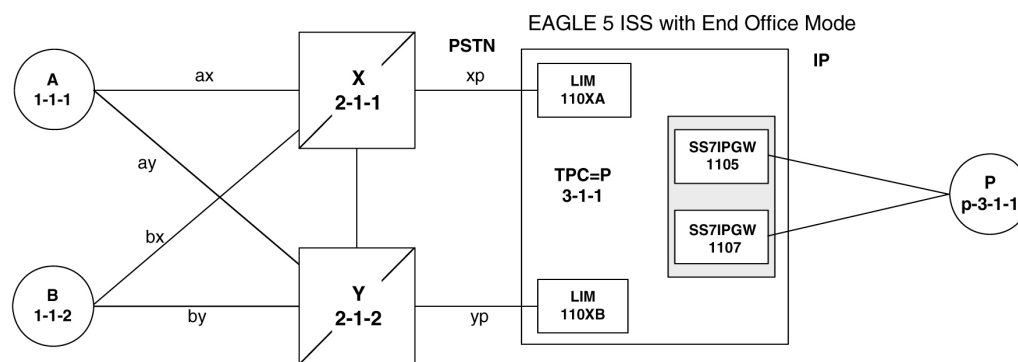 EAGLE 5 ISS with End Office Mode
PSTN
IP
A
1-1-1
ax
X
2-1-1
xp
LIM
110XA
ay
SS7IPGW
1105
TPC=P
3-1-1
P
p-3-1-1
bx
SS7IPGW
1107
B
1-1-2
by
Y
2-1-2
yp
LIM
110XB